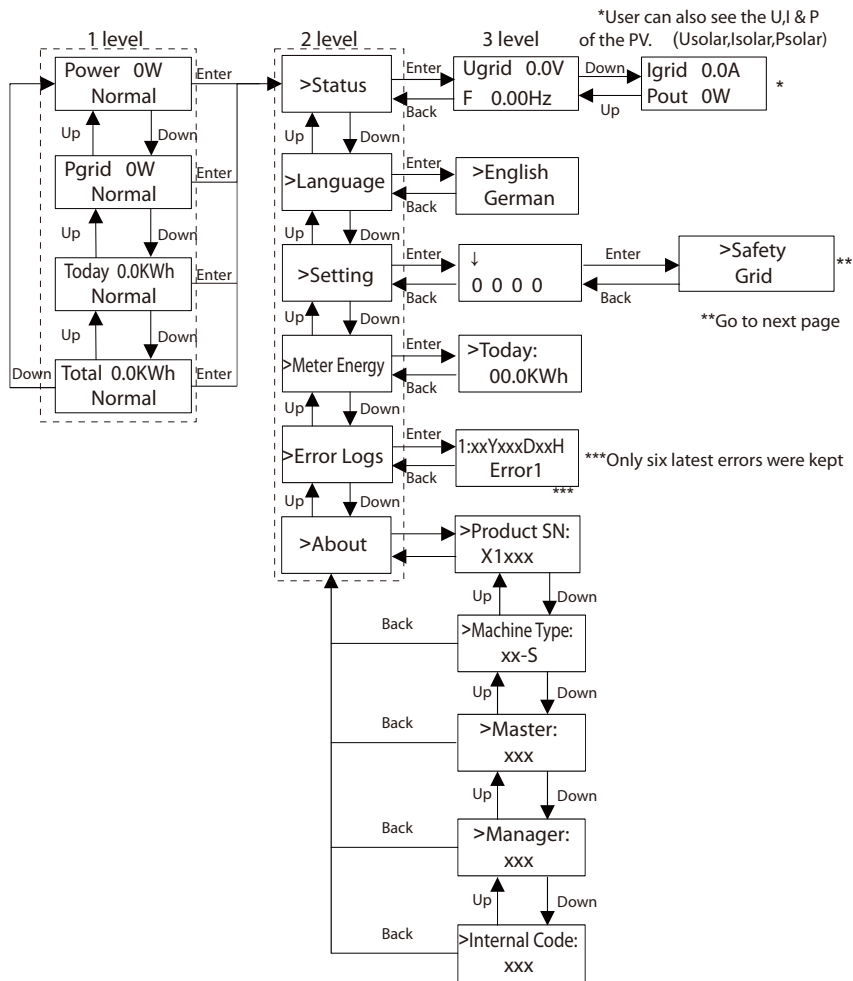 *User can also see the U,I & P
of the PV. (Usolar,Isolar,Psolar)
1 level
2 level
3 level
Power 0W
Normal
Enter
Up
Down
Pgrid 0W
Normal
Enter
Up
Down
Today 0.0KWh
Normal
Enter
Up
Down
Down
Total 0.0KWh
Normal
Enter
>Status
Enter
Back
Ugrid 0.0V
F 0.00Hz
Down
Up
Igrid 0.0A
Pout 0W
*
Up
Down
>Language
Enter
Back
>English
German
Up
Down
>Setting
Enter
Back
↓
0 0 0 0
Enter
Back
>Safety
Grid
**
**Go to next page
Up
Down
>Meter Energy
Enter
Back
>Today:
00.0KWh
Up
Down
>Error Logs
Enter
Back
1:xxYxxxDxxH
Error1
***
***Only six latest errors were kept
Up
Down
>About
>Product SN:
X1xxx
Up
Down
Back
>Machine Type:
xx-S
Up
Down
Back
>Master:
xxx
Up
Down
Back
>Manager:
xxx
Up
Down
Back
>Internal Code:
xxx